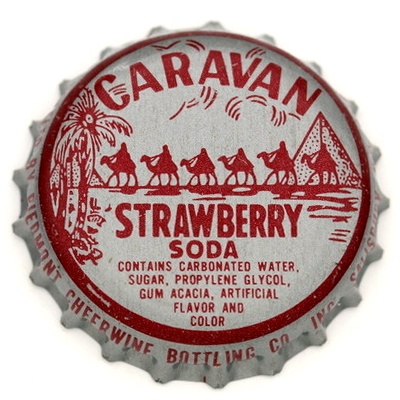 CARAVAN
STRAWBERRY
SODA
CONTAINS CARBONATED WATER,
SUGAR, PROPYLENE GLYCOL,
GUM ACACIA, ARTIFICIAL
FLAVOR AND
COLOR
BY PIEDMONT CHEERWINE BOTTLING CO. INC.